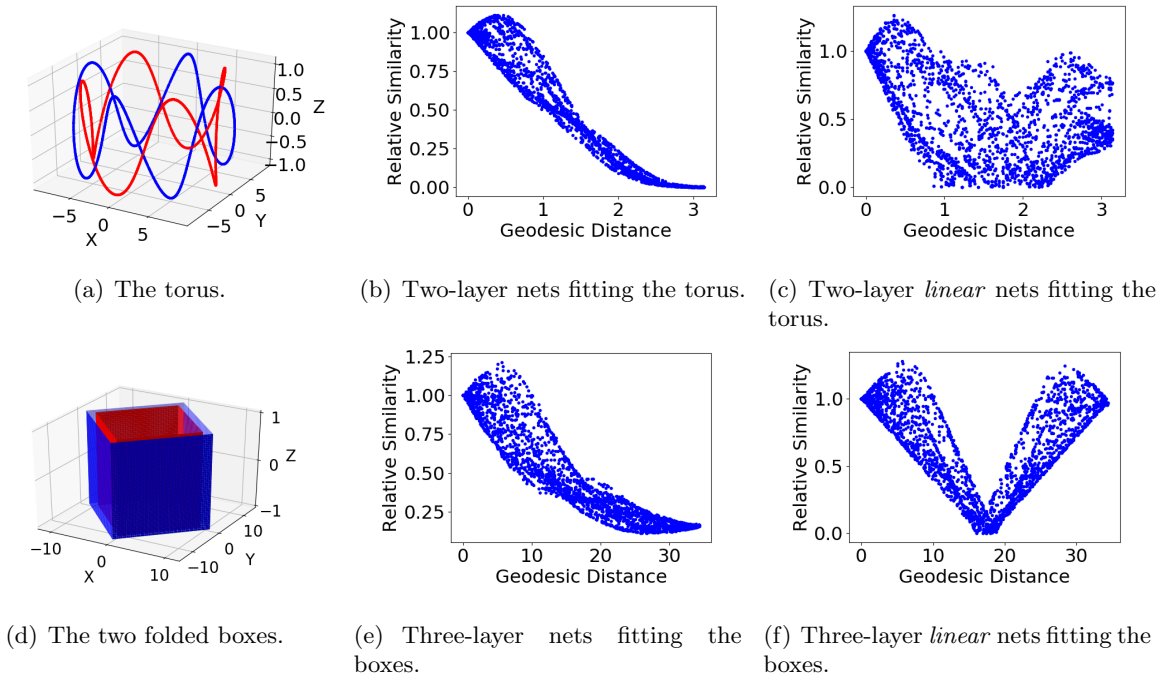 1.0
0.5
0.0
−0.5
−1.0
Z
−5
0
5
X
−5
0
5
Y
1.00
0.75
0.50
0.25
0.00
Relative Similarity
0
1
2
3
Geodesic Distance
1.0
0.5
0.0
Relative Similarity
0
1
2
3
Geodesic Distance
(a) The torus.
(b) Two-layer nets fitting the torus.
(c) Two-layer linear nets fitting the
torus.
1
0
−1
Z
−10
0
10
X
−10
0
10
Y
1.25
1.00
0.75
0.50
0.25
Relative Similarity
0
10
20
30
Geodesic Distance
1.0
0.5
0.0
Relative Similarity
0
10
20
30
Geodesic Distance
(d) The two folded boxes.
(e) Three-layer nets fitting the
boxes.
(f) Three-layer linear nets fitting the
boxes.